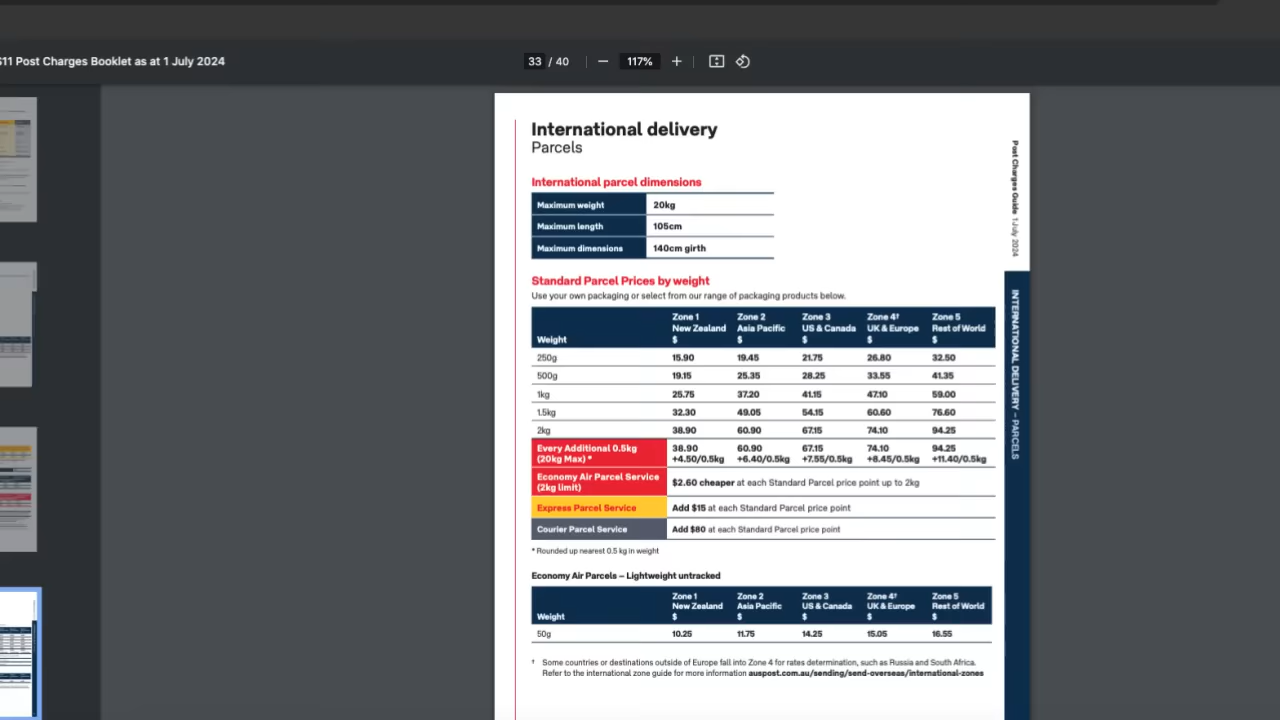 S11 Post Charges Booklet as at 1 July 2024
33 / 40
117%
International delivery
Parcels
International parcel dimensions
Maximum weight 20kg
Maximum length 105cm
Maximum dimensions 140cm girth
Standard Parcel Prices by weight
Use your own packaging or select from our range of packaging products below.
Zone 1 Zone 2 Zone 3 Zone 4† Zone 5
New Zealand Asia Pacific US & Canada UK & Europe Rest of World
Weight $ $ $ $ $
250g 15.90 19.45 21.75 26.80 32.50
500g 19.15 25.35 28.25 33.55 41.35
1kg 25.75 37.20 41.15 47.10 59.00
1.5kg 32.30 49.05 54.15 60.60 76.60
2kg 38.90 60.90 67.15 74.10 94.25
Every Additional 0.5kg 38.90 60.90 67.15 74.10 94.25
(20kg Max) * +4.50/0.5kg +6.40/0.5kg +7.55/0.5kg +8.45/0.5kg +11.40/0.5kg
Economy Air Parcel Service
(2kg limit) $2.60 cheaper at each Standard Parcel price point up to 2kg
Express Parcel Service Add $15 at each Standard Parcel price point
Courier Parcel Service Add $80 at each Standard Parcel price point
* Rounded up nearest 0.5 kg in weight
Economy Air Parcels – Lightweight untracked
Zone 1 Zone 2 Zone 3 Zone 4† Zone 5
New Zealand Asia Pacific US & Canada UK & Europe Rest of World
Weight $ $ $ $ $
50g 10.25 11.75 14.25 15.05 16.55
† Some countries or destinations outside of Europe fall into Zone 4 for rates determination, such as Russia and South Africa.
Refer to the international zone guide for more information auspost.com.au/sending/send-overseas/international-zones
Post Charges Guide 1 July 2024
INTERNATIONAL DELIVERY – PARCELS